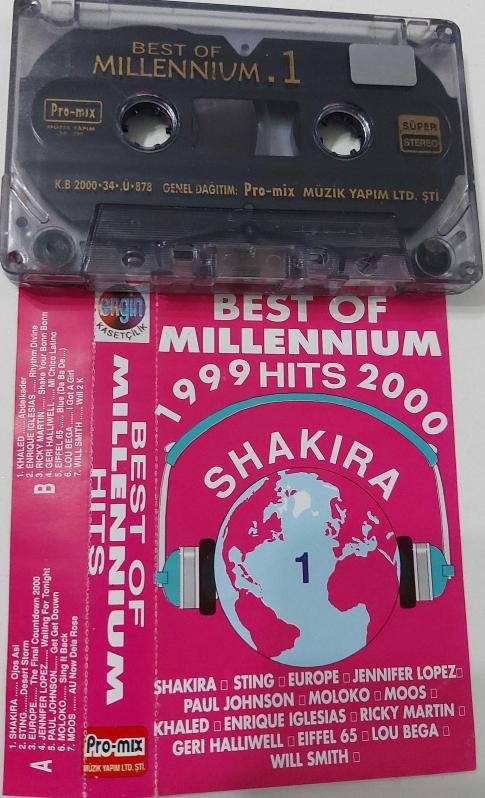 BEST OF
MILLENNIUM.1
Pro-mix
MÜZİK YAPIM
SÜPER
STEREO
K.B 2000.34.Ü.878 GENEL DAĞITIM: Pro-mix MÜZİK YAPIM LTD. ŞTİ.
1. KHALED ..... Abdelkader
2. ENRIQUE IGLESIAS ..... Rhythm Divine
3. RICKY MARTIN ..... Shake Your Bonn Bonn
4. GERI HALLIWELL ..... Mi Chico Latino
5. EIFFEL 65 ..... Blue (Da Ba De....)
6. LOU BEGA ..... I Got A Girl
7. WILL SMITH ..... Will 2 K
B
1. SHAKIRA ..... Ojos Asi
2. STING.....Desert Storm
3. EUROPE..... The Final Countdown 2000
4. JENNIFER LOPEZ..... Waiting For Tonight
5. PAUL JOHNSON..... Get Get Douwn
6. MOLOKO..... Sing It Back
7. MOOS ..... AU Now Dela Rose
A
ergin
KASETÇİLİK
BEST OF
MILLENNIUM
HITS
Pro-mix
MÜZİK YAPIM LTD. ŞTİ.
BEST OF
MILLENNIUM
1999 HITS 2000
SHAKIRA
1
SHAKIRA ▯ STING ▯ EUROPE ▯ JENNIFER LOPEZ ▯
PAUL JOHNSON ▯ MOLOKO ▯ MOOS ▯
KHALED ▯ ENRIQUE IGLESIAS ▯ RICKY MARTIN ▯
GERI HALLIWELL ▯ EIFFEL 65 ▯ LOU BEGA ▯
WILL SMITH ▯